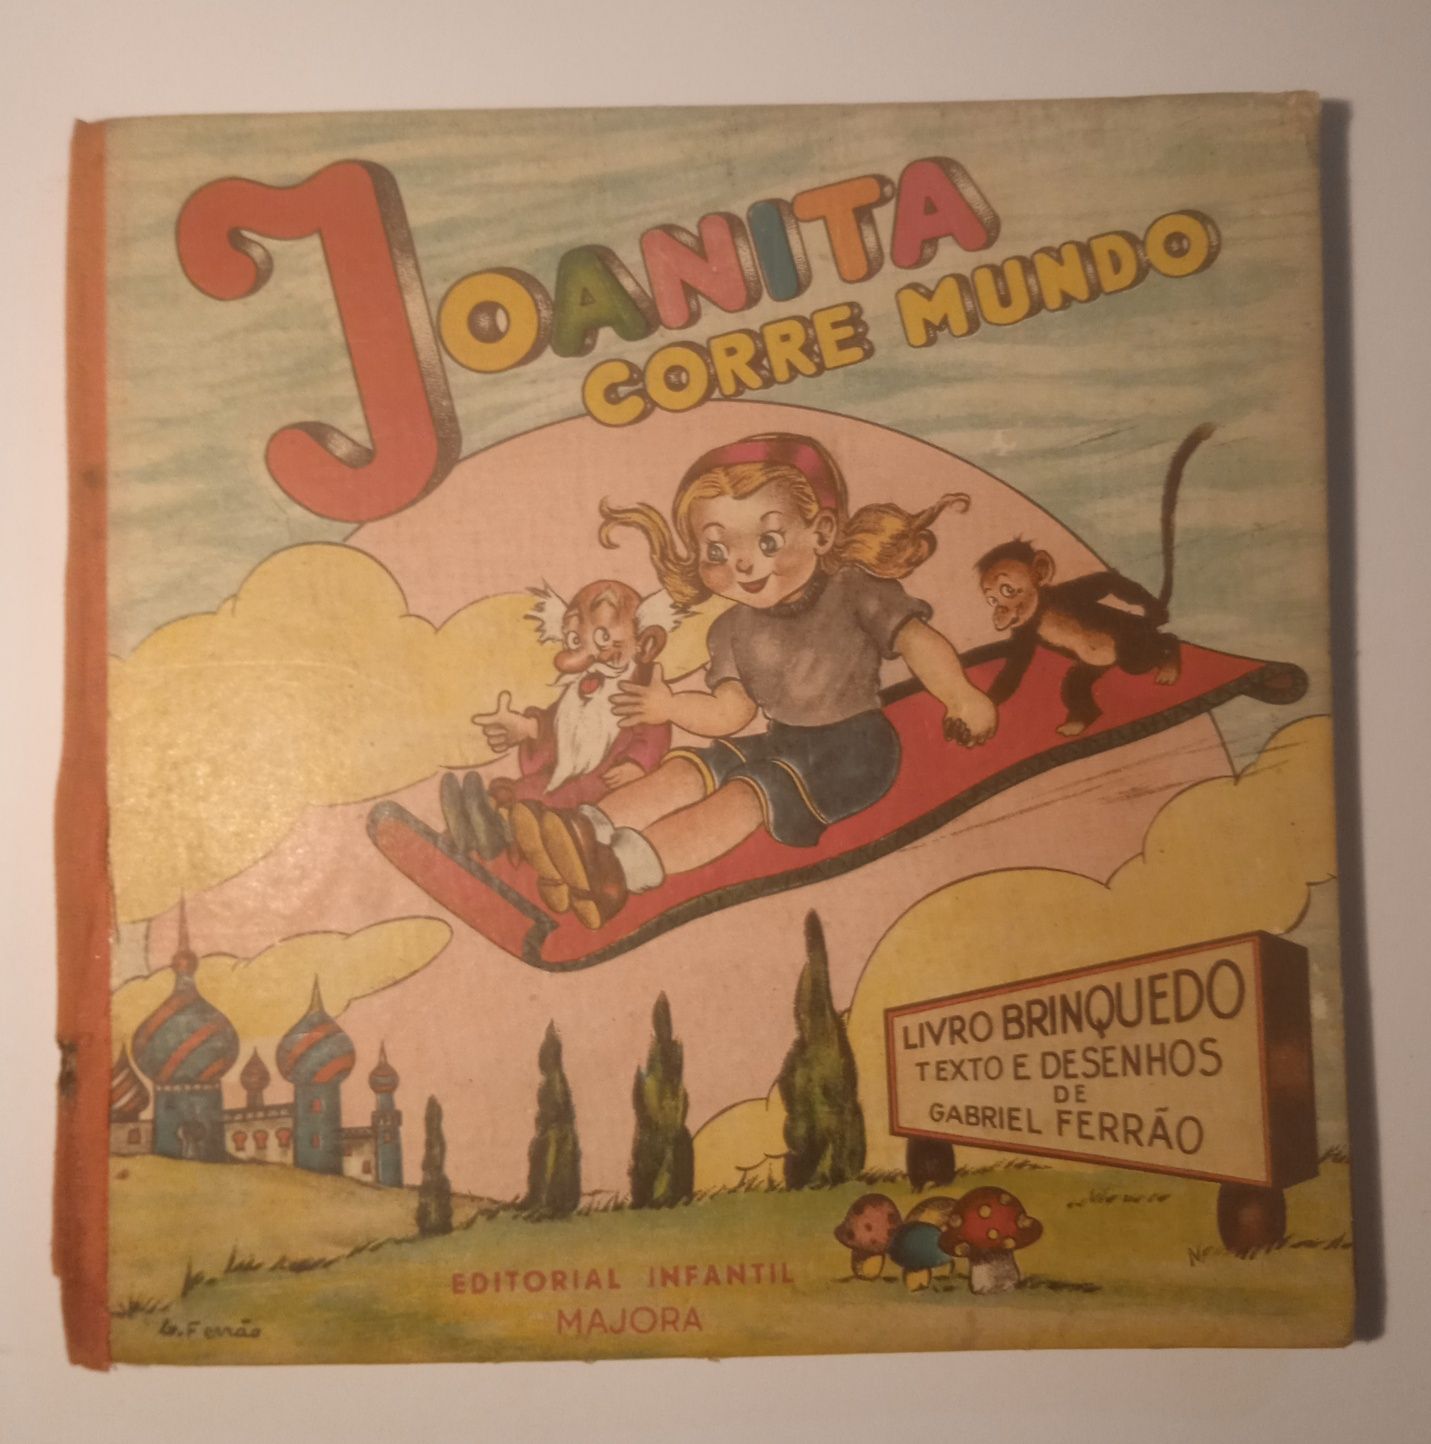 JOANITA
CORRE MUNDO
LIVRO BRINQUEDO
TEXTO E DESENHOS
DE
GABRIEL FERRÃO
EDITORIAL INFANTIL
MAJORA
G. Ferrão